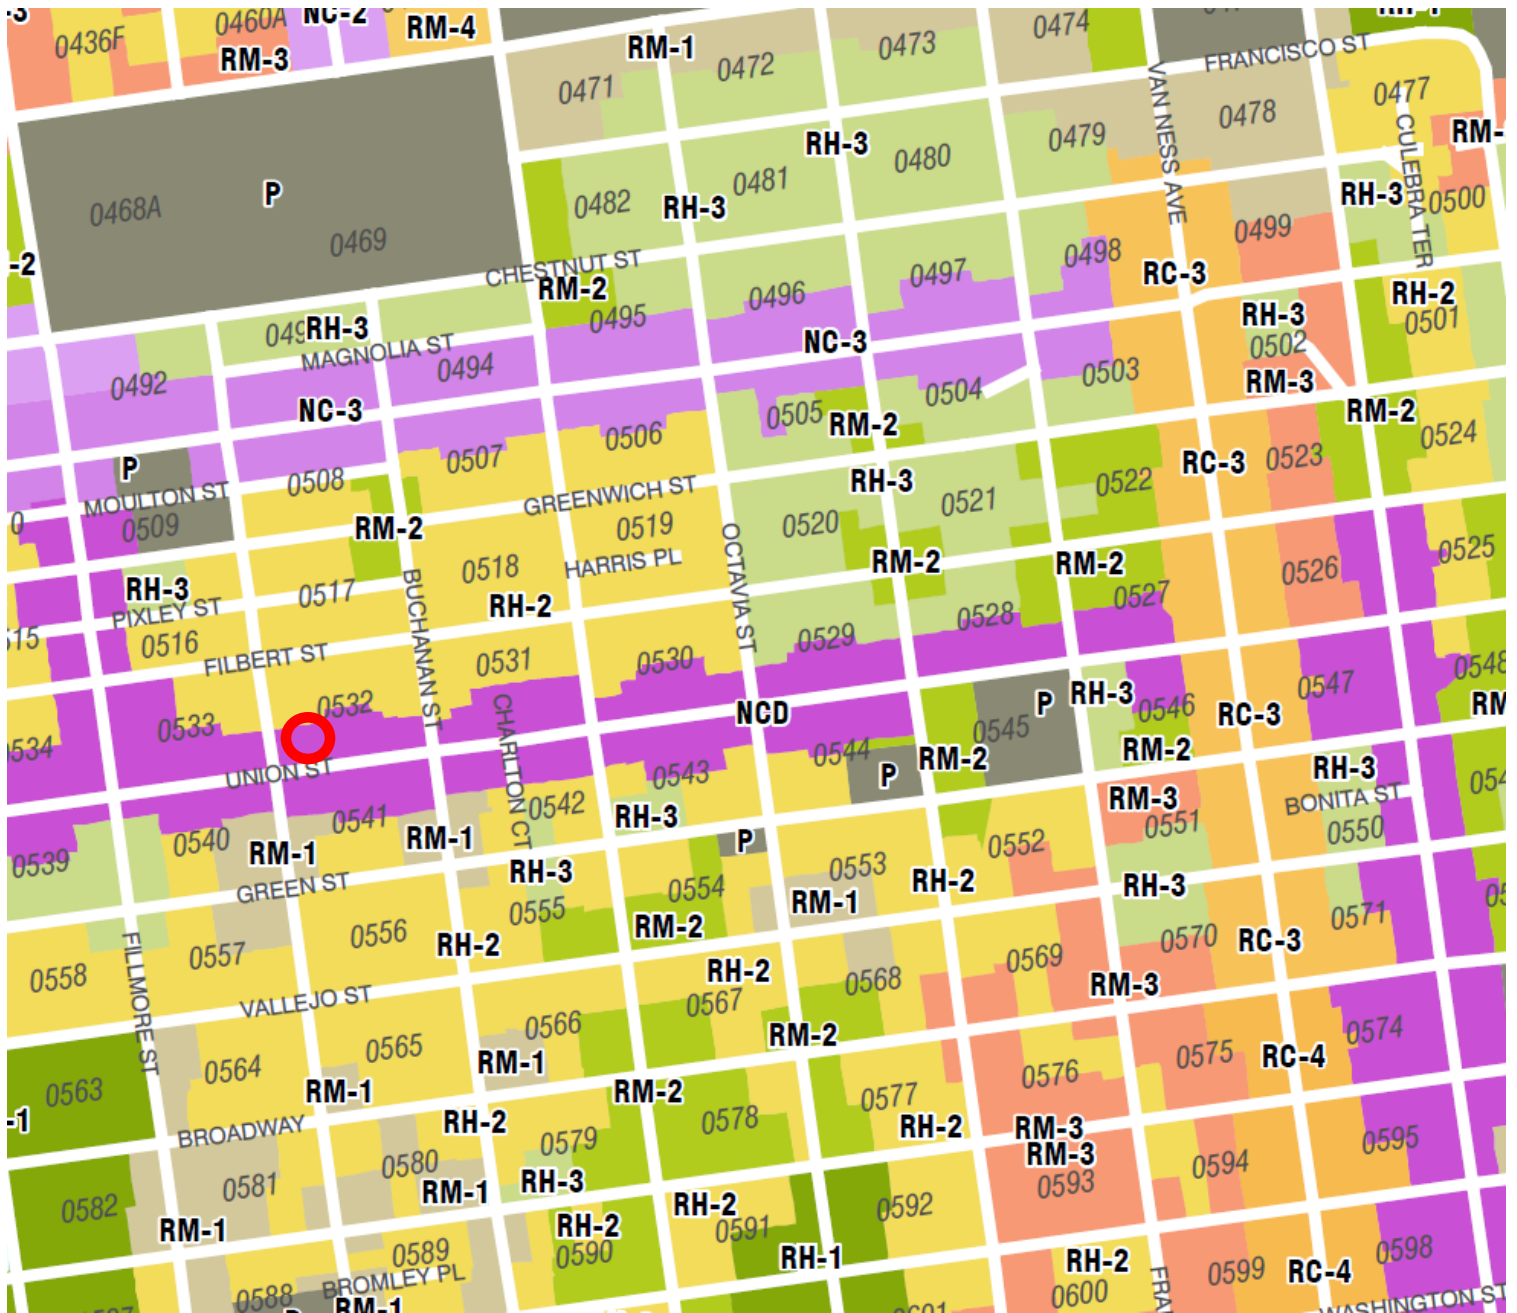 -3
0436F
0460A
RM-3
NC-2
RM-4
RM-1
0471
0472
0473
0474
FRANCISCO ST
VAN NESS AVE
0477
0478
0479
CULEBRA TER
RM-
P
0468A
0469
RH-3
0480
0481
0482
RH-3
RH-3
0500
-2
CHESTNUT ST
RM-2
0495
0496
0497
0498
0499
RC-3
RH-2
0501
RH-3
0502
RM-3
RH-3
MAGNOLIA ST
0492
0494
NC-3
NC-3
0503
0504
0505
RM-2
RM-2
0506
0507
0508
P
MOULTON ST
0509
GREENWICH ST
RH-3
RC-3
0523
0524
0522
0521
0520
0519
HARRIS PL
OCTAVIA ST
RM-2
0518
RH-2
0517
BUCHANAN ST
RH-3
PIXLEY ST
0516
FILBERT ST
RM-2
RM-2
0527
0526
0525
0528
0529
0530
0531
0532
0533
0534
UNION ST
CHARLTON CT
NCD
P
RH-3
0545
0546
RM-2
RC-3
0547
0548
RM
RM-2
0544
P
0543
0542
0541
0540
0539
RM-1
RM-1
RH-3
RM-3
0551
RH-3
BONITA ST
0550
P
0552
0553
0554
RH-2
RM-1
RH-3
RH-3
GREEN ST
0555
0556
0557
0558
FILLMORE ST
RH-2
RM-2
RH-2
0567
0568
0569
0570
0571
RC-3
RM-3
VALLEJO ST
0566
0565
0564
0563
RM-1
RM-1
RM-2
RM-2
0574
0575
RC-4
0576
0577
0578
0579
RH-2
RH-2
RM-3
RM-3
0593
0594
0595
-1
BROADWAY
0580
0581
0582
RM-1
RM-1
RH-3
RH-2
0590
RH-2
0591
0592
RH-1
RH-2
0600
0599
RC-4
0598
0589
BROMLEY PL
0588
RM-1
WASHINGTON ST